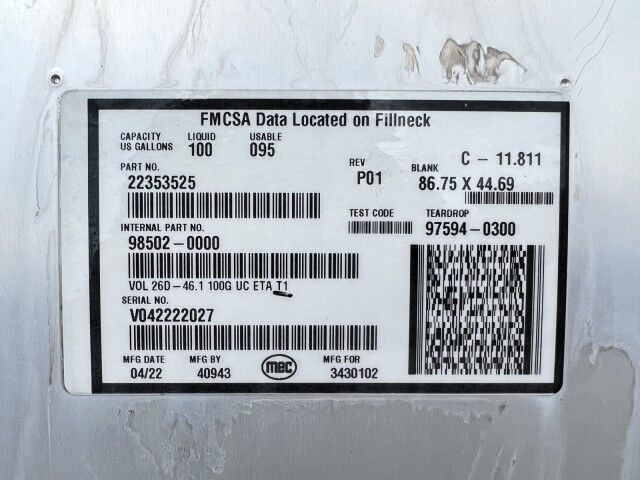 FMCSA Data Located on Fillneck
CAPACITY LIQUID USABLE
US GALLONS 100 095
PART NO.
22353525
REV
P01
C - 11.811
BLANK
86.75 X 44.69
TEST CODE
TEARDROP
97594-0300
INTERNAL PART NO.
98502-0000
VOL 26D-46.1 100G UC ETA T1
SERIAL NO.
V042222027
MFG DATE MFG BY MFG FOR
04/22 40943 mec 3430102